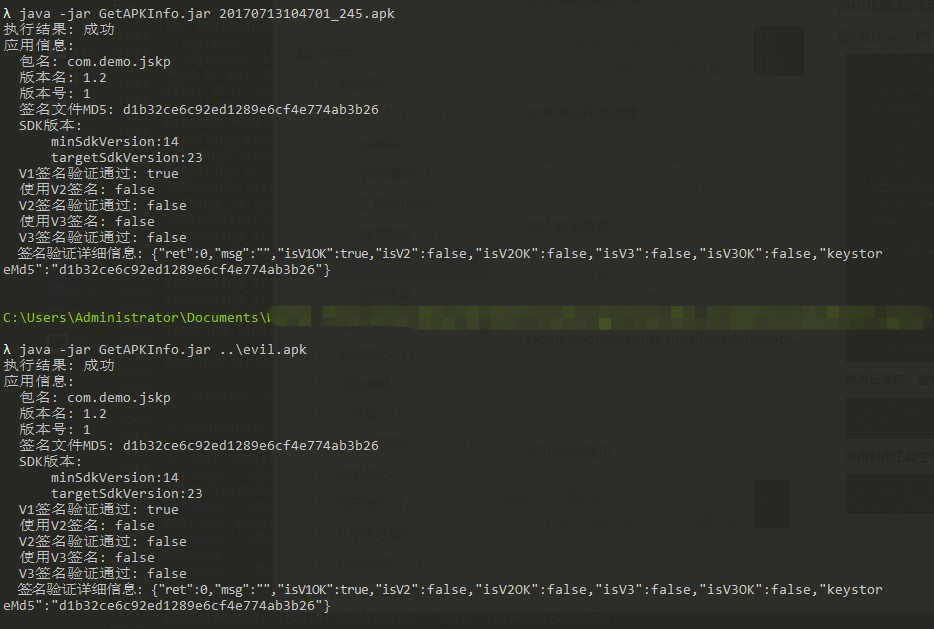 λ java -jar GetAPKInfo.jar 20170713104701_245.apk
执行结果: 成功
应用信息:
包名: com.demo.jskp
版本名: 1.2
版本号: 1
签名文件MD5: d1b32ce6c92ed1289e6cf4e774ab3b26
SDK版本:
minSdkVersion:14
targetSdkVersion:23
V1签名验证通过: true
使用V2签名: false
V2签名验证通过: false
使用V3签名: false
V3签名验证通过: false
签名验证详细信息: {"ret":0,"msg":"","isV1OK":true,"isV2":false,"isV2OK":false,"isV3":false,"isV3OK":false,"keystor
eMd5":"d1b32ce6c92ed1289e6cf4e774ab3b26"}
C:\Users\Administrator\Documents\
λ java -jar GetAPKInfo.jar ..\evil.apk
执行结果: 成功
应用信息:
包名: com.demo.jskp
版本名: 1.2
版本号: 1
签名文件MD5: d1b32ce6c92ed1289e6cf4e774ab3b26
SDK版本:
minSdkVersion:14
targetSdkVersion:23
V1签名验证通过: true
使用V2签名: false
V2签名验证通过: false
使用V3签名: false
V3签名验证通过: false
签名验证详细信息: {"ret":0,"msg":"","isV1OK":true,"isV2":false,"isV2OK":false,"isV3":false,"isV3OK":false,"keystor
eMd5":"d1b32ce6c92ed1289e6cf4e774ab3b26"}